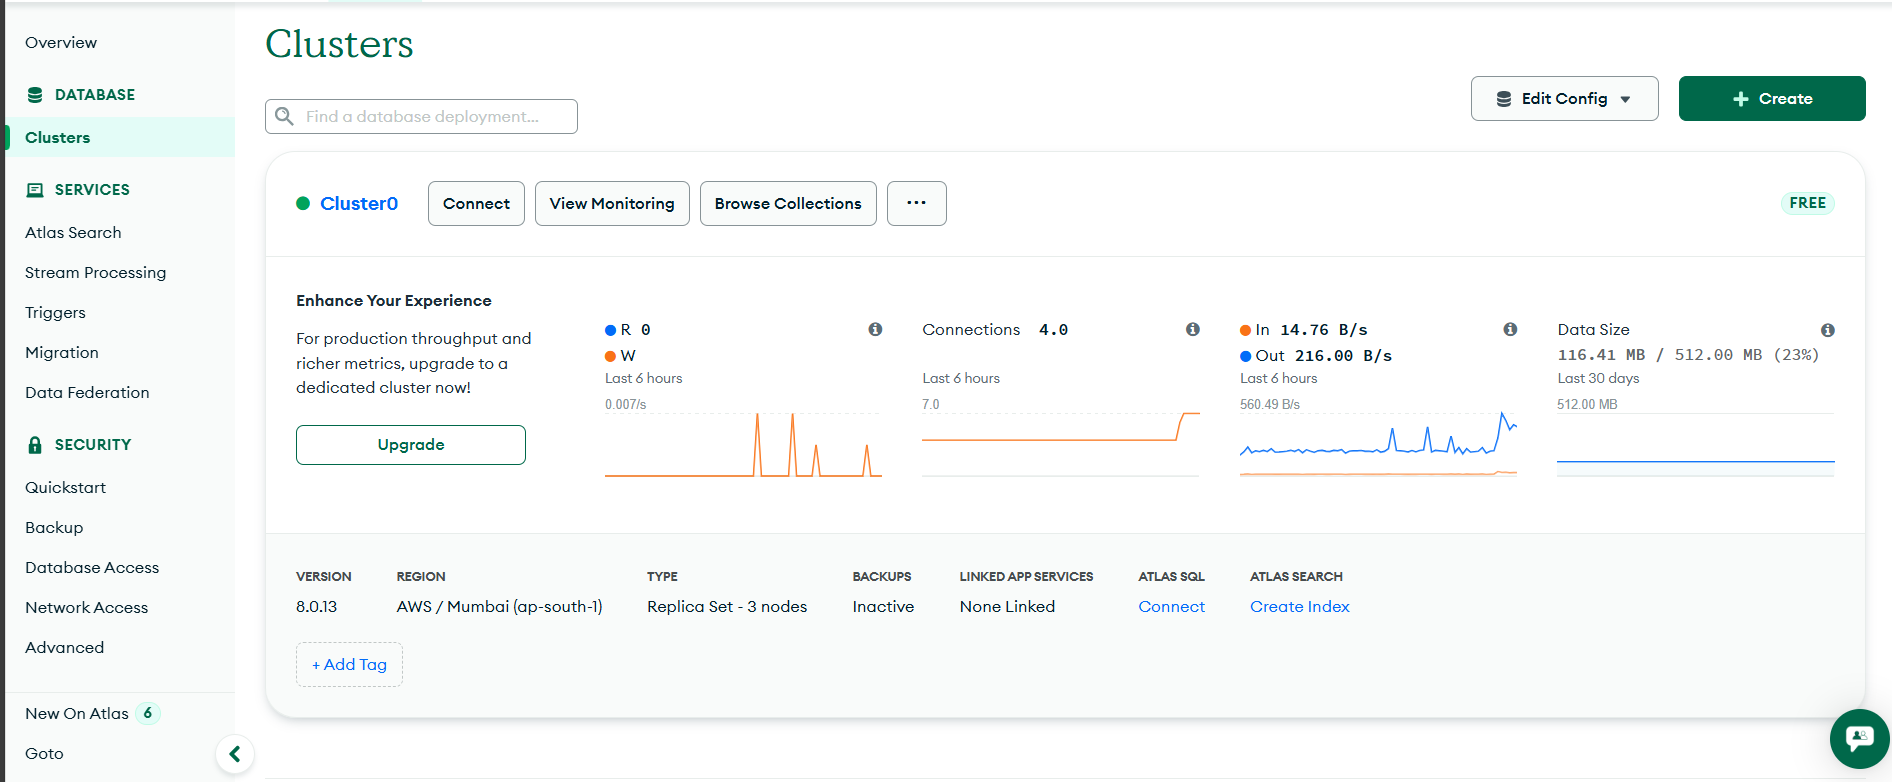 Overview
DATABASE
Clusters
SERVICES
Atlas Search
Stream Processing
Triggers
Migration
Data Federation
SECURITY
Quickstart
Backup
Database Access
Network Access
Advanced
New On Atlas 6
Goto
Clusters
Find a database deployment...
Edit Config
+ Create
Cluster0
Connect
View Monitoring
Browse Collections
...
FREE
Enhance Your Experience
For production throughput and
richer metrics, upgrade to a
dedicated cluster now!
Upgrade
R 0
W
Last 6 hours
0.007/s
Connections 4.0
Last 6 hours
7.0
In 14.76 B/s
Out 216.00 B/s
Last 6 hours
560.49 B/s
Data Size
116.41 MB / 512.00 MB (23%)
Last 30 days
512.00 MB
VERSION
8.0.13
REGION
AWS / Mumbai (ap-south-1)
TYPE
Replica Set - 3 nodes
BACKUPS
Inactive
LINKED APP SERVICES
None Linked
ATLAS SQL
Connect
ATLAS SEARCH
Create Index
+ Add Tag